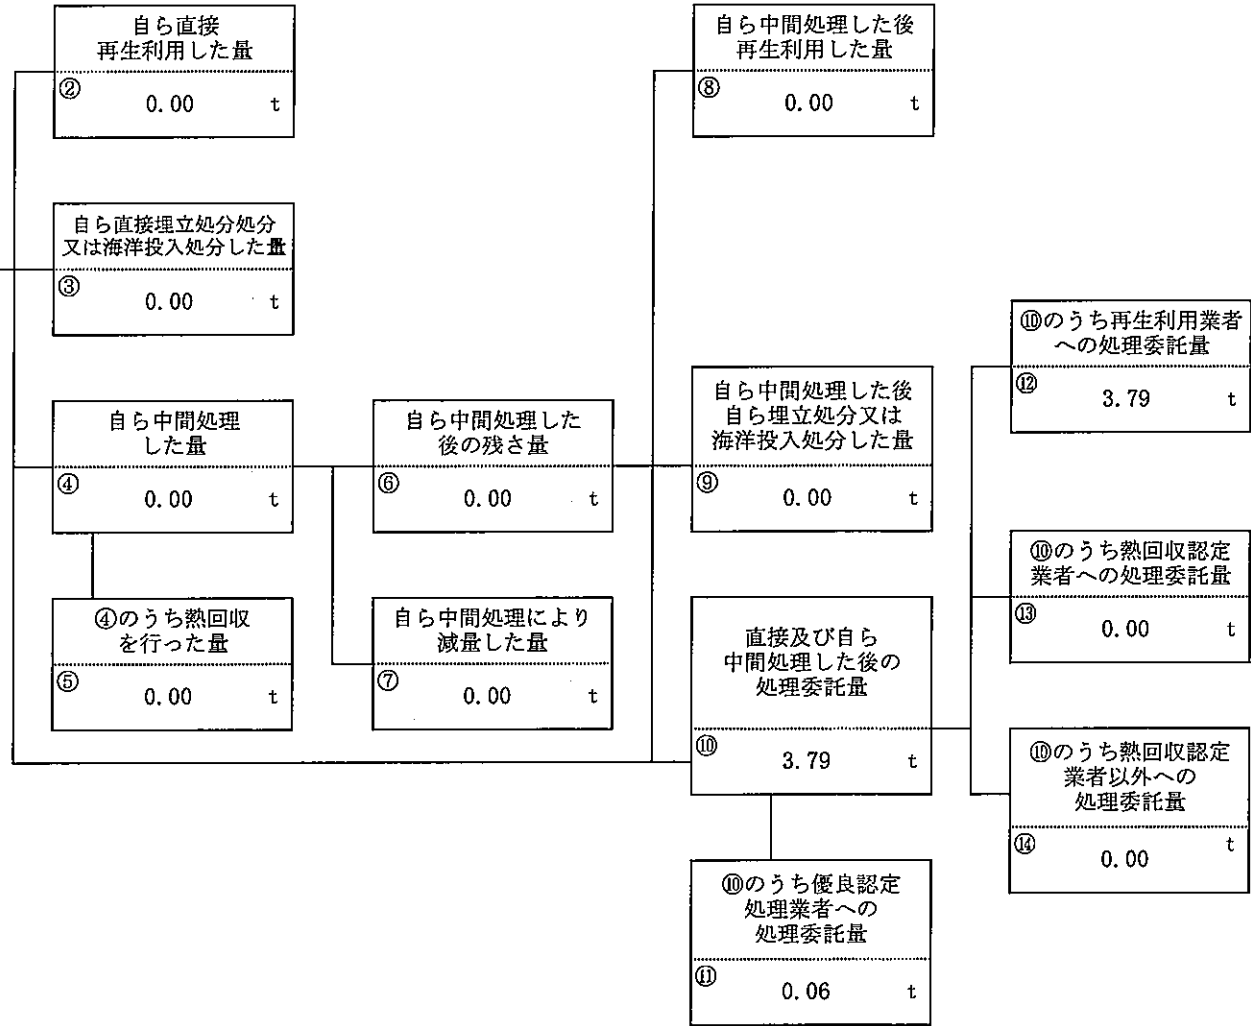 自ら直接
再生利用した量
②
0.00 t
自ら直接埋立処分処分
又は海洋投入処分した量
③
0.00 t
自ら中間処理
した量
④
0.00 t
④のうち熱回収
を行った量
⑤
0.00 t
自ら中間処理した
後の残さ量
⑥
0.00 t
自ら中間処理により
減量した量
⑦
0.00 t
自ら中間処理した後
再生利用した量
⑧
0.00 t
自ら中間処理した後
自ら埋立処分又は
海洋投入処分した量
⑨
0.00 t
直接及び自ら
中間処理した後の
処理委託量
⑩
3.79 t
⑩のうち優良認定
処理業者への
処理委託量
⑪
0.06 t
⑩のうち再生利用業者
への処理委託量
⑫
3.79 t
⑩のうち熱回収認定
業者への処理委託量
⑬
0.00 t
⑩のうち熱回収認定
業者以外への
処理委託量
⑭
0.00 t